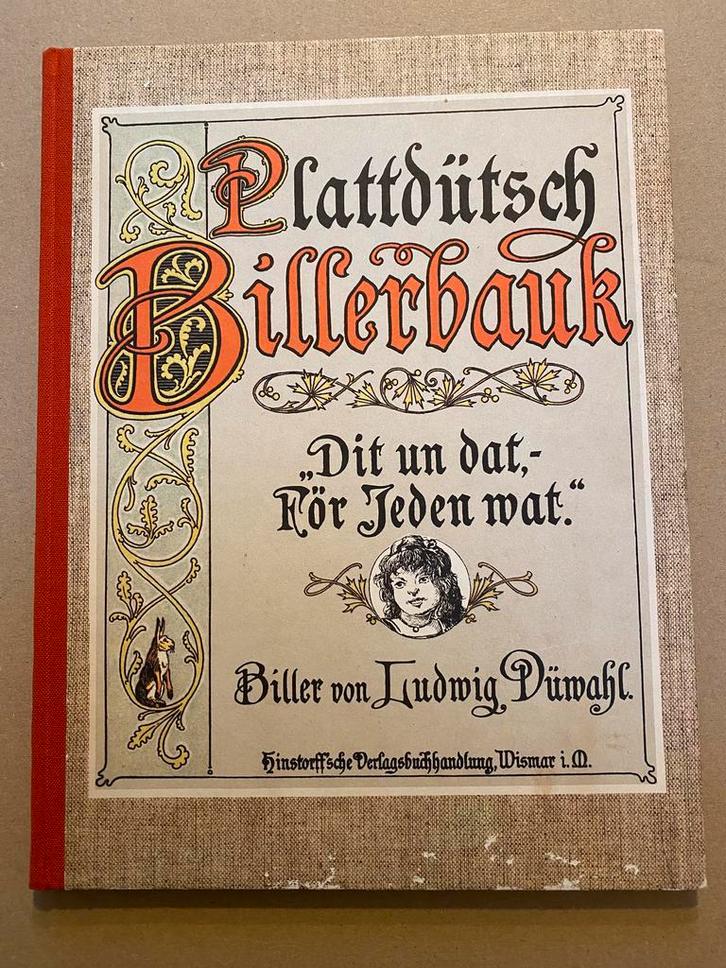 Plattdütsch
Billerbauk
„Dit un dat,-
För Jeden wat.“
Biller von Ludwig Düwahl.
Hinstorff'sche Verlagsbuchhandlung, Wismar i. M.